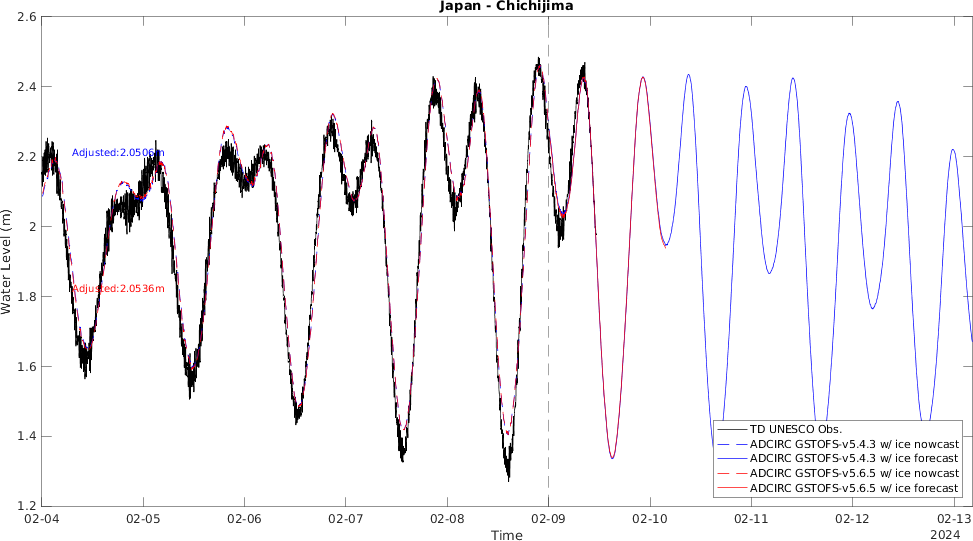 Japan - Chichijima
2.6
2.4
2.2
2
1.8
1.6
1.4
1.2
Water Level (m)
Adjusted:2.0506m
Adjusted:2.0536m
TD UNESCO Obs.
ADCIRC GSTOFS-v5.4.3 w/ ice nowcast
ADCIRC GSTOFS-v5.4.3 w/ ice forecast
ADCIRC GSTOFS-v5.6.5 w/ ice nowcast
ADCIRC GSTOFS-v5.6.5 w/ ice forecast
02-04 02-05 02-06 02-07 02-08 02-09 02-10 02-11 02-12 02-13
Time 2024